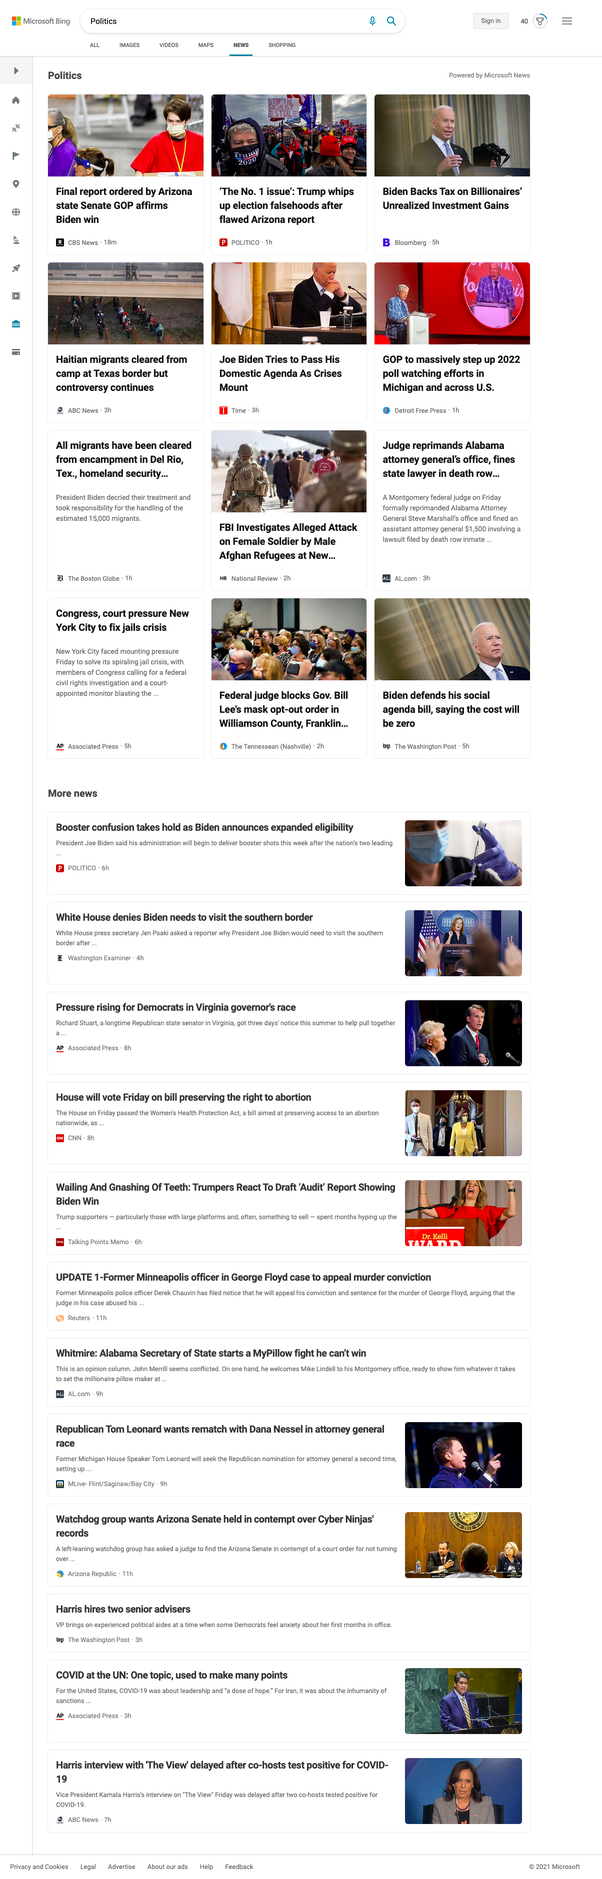 Microsoft Bing
Politics
Sign in
40
ALL IMAGES VIDEOS MAPS NEWS SHOPPING
Politics
Powered by Microsoft News
Final report ordered by Arizona
state Senate GOP affirms
Biden win
CBS News · 18m
'The No. 1 issue': Trump whips
up election falsehoods after
flawed Arizona report
POLITICO · 1h
Biden Backs Tax on Billionaires'
Unrealized Investment Gains
Bloomberg · 5h
Haitian migrants cleared from
camp at Texas border but
controversy continues
ABC News · 3h
Joe Biden Tries to Pass His
Domestic Agenda As Crises
Mount
Time · 3h
GOP to massively step up 2022
poll watching efforts in
Michigan and across U.S.
Detroit Free Press · 1h
All migrants have been cleared
from encampment in Del Rio,
Tex., homeland security...
President Biden decried their treatment and
took responsibility for the handling of the
estimated 15,000 migrants.
The Boston Globe · 1h
FBI Investigates Alleged Attack
on Female Soldier by Male
Afghan Refugees at New...
National Review · 2h
Judge reprimands Alabama
attorney general's office, fines
state lawyer in death row...
A Montgomery federal judge on Friday
formally reprimanded Alabama Attorney
General Steve Marshall's office and fined an
assistant attorney general $1,500 involving a
lawsuit filed by death row inmate ...
AL.com · 3h
Congress, court pressure New
York City to fix jails crisis
New York City faced mounting pressure
Friday to solve its spiraling jail crisis, with
members of Congress calling for a federal
civil rights investigation and a court-
appointed monitor blasting the ...
Associated Press · 5h
Federal judge blocks Gov. Bill
Lee's mask opt-out order in
Williamson County, Franklin...
The Tennessean (Nashville) · 2h
Biden defends his social
agenda bill, saying the cost will
be zero
The Washington Post · 5h
More news
Booster confusion takes hold as Biden announces expanded eligibility
President Joe Biden said his administration will begin to deliver booster shots this week after the nation's two leading
...
POLITICO · 6h
White House denies Biden needs to visit the southern border
White House press secretary Jen Psaki asked a reporter why President Joe Biden would need to visit the southern
border after ...
Washington Examiner · 4h
Pressure rising for Democrats in Virginia governor's race
Richard Stuart, a longtime Republican state senator in Virginia, got three days' notice this summer to help pull together
a ...
Associated Press · 8h
House will vote Friday on bill preserving the right to abortion
The House on Friday passed the Women's Health Protection Act, a bill aimed at preserving access to an abortion
nationwide, as ...
CNN · 8h
Wailing And Gnashing Of Teeth: Trumpers React To Draft 'Audit' Report Showing
Biden Win
Trump supporters — particularly those with large platforms and, often, something to sell — spent months hyping up the
...
Talking Points Memo · 6h
Dr. Kelli
WARD
UPDATE 1-Former Minneapolis officer in George Floyd case to appeal murder conviction
Former Minneapolis police officer Derek Chauvin has filed notice that he will appeal his conviction and sentence for the murder of George Floyd, arguing that the
judge in his case abused his ...
Reuters · 11h
Whitmire: Alabama Secretary of State starts a MyPillow fight he can't win
This is an opinion column. John Merrill seems conflicted. On one hand, he welcomes Mike Lindell to his Montgomery office, ready to show him whatever it takes
to set the millionaire pillow maker at ...
AL.com · 9h
Republican Tom Leonard wants rematch with Dana Nessel in attorney general
race
Former Michigan House Speaker Tom Leonard will seek the Republican nomination for attorney general a second time,
setting up ...
MLive- Flint/Saginaw/Bay City · 9h
Watchdog group wants Arizona Senate held in contempt over Cyber Ninjas'
records
A left-leaning watchdog group has asked a judge to find the Arizona Senate in contempt of a court order for not turning
over ...
Arizona Republic · 11h
Harris hires two senior advisers
VP brings on experienced political aides at a time when some Democrats feel anxiety about her first months in office.
The Washington Post · 3h
COVID at the UN: One topic, used to make many points
For the United States, COVID-19 was about leadership and "a dose of hope." For Iran, it was about the inhumanity of
sanctions ...
Associated Press · 3h
Harris interview with 'The View' delayed after co-hosts test positive for COVID-
19
Vice President Kamala Harris's interview on "The View" Friday was delayed after two co-hosts tested positive for
COVID-19.
ABC News · 7h
Privacy and Cookies Legal Advertise About our ads Help Feedback
© 2021 Microsoft